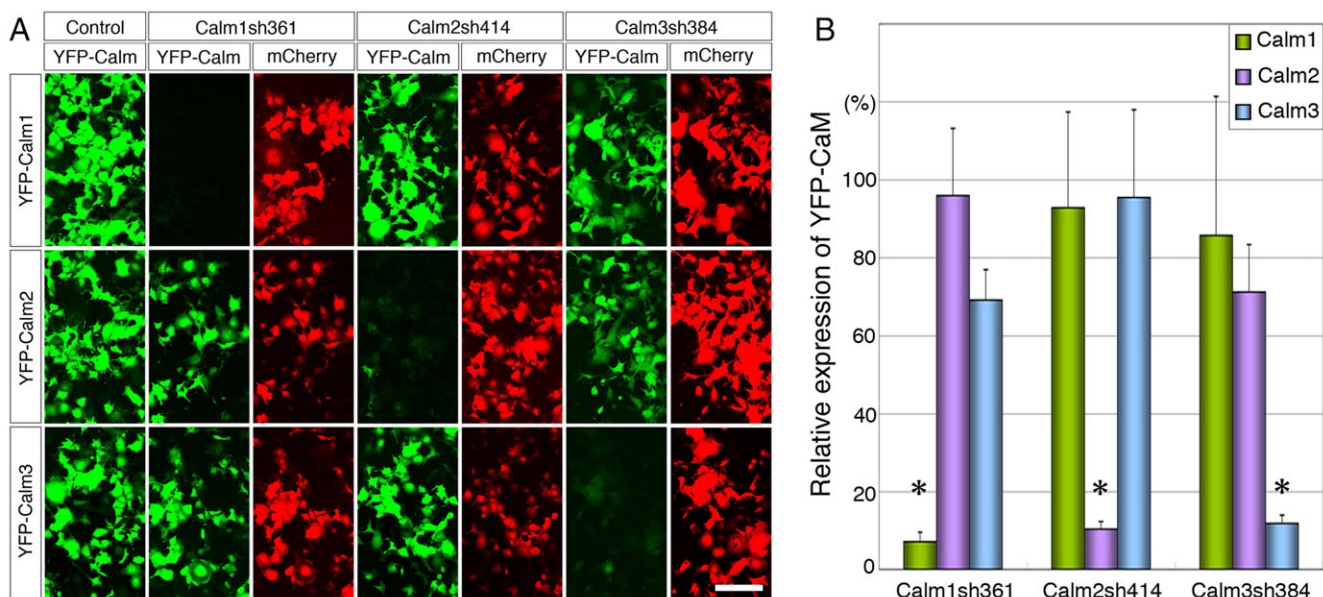 A
Control Calm1sh361 Calm2sh414 Calm3sh384
YFP-Calm YFP-Calm mCherry YFP-Calm mCherry YFP-Calm mCherry
YFP-Calm1
YFP-Calm2
YFP-Calm3
B
Calm1
Calm2
Calm3
(%)
100
80
60
40
20
0
Relative expression of YFP-CaM
* * *
Calm1sh361 Calm2sh414 Calm3sh384